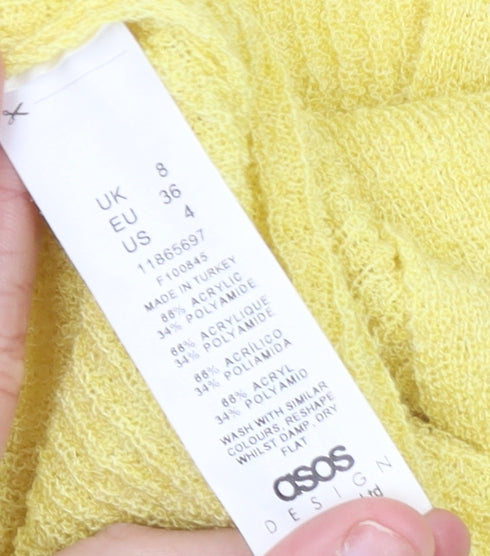 UK 8
EU 36
US 4
11865697
F100845
MADE IN TURKEY
66% ACRYLIC
34% POLYAMIDE
66% ACRYLIQUE
34% POLYAMIDE
66% ACRÍLICO
34% POLIAMIDA
66% ACRYL
34% POLYAMID
WASH WITH SIMILAR
COLOURS, RESHAPE
WHILST DAMP, DRY
FLAT
asos
DESIGN
Ltd